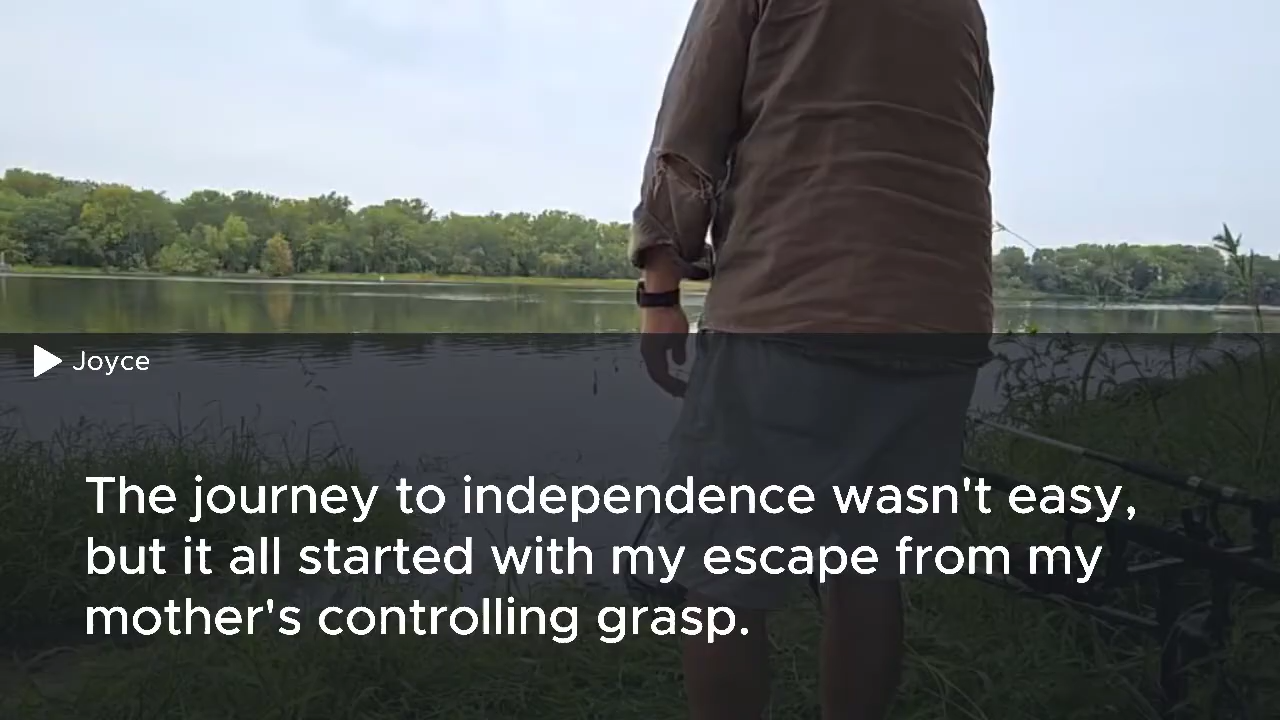 Joyce
The journey to independence wasn't easy,
but it all started with my escape from my
mother's controlling grasp.